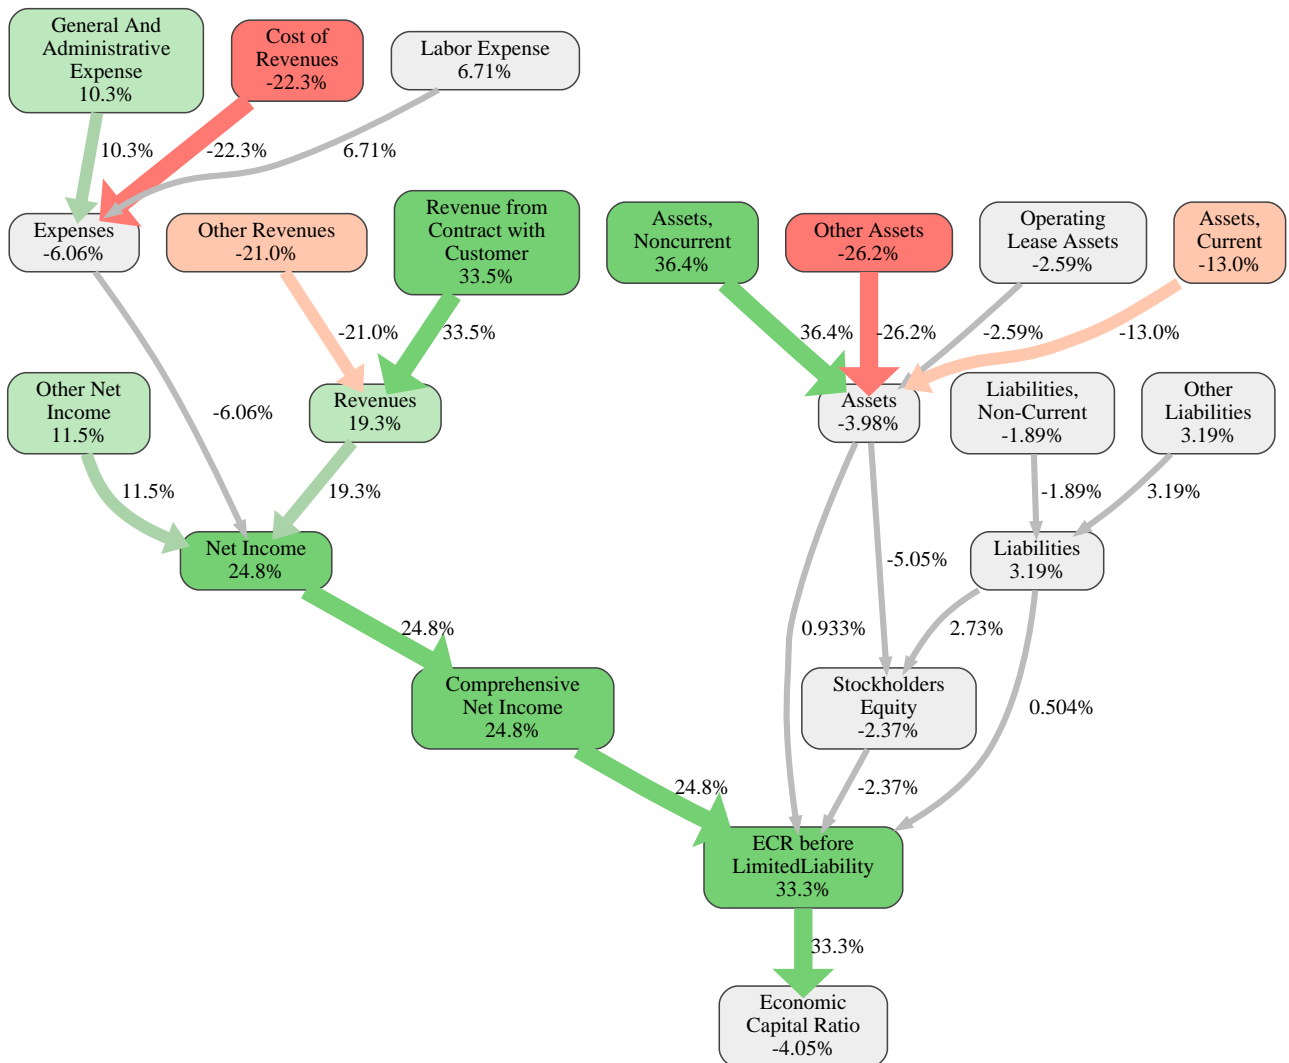 General And
Administrative
Expense
10.3%
Cost of
Revenues
-22.3%
Labor Expense
6.71%
10.3%
-22.3%
6.71%
Expenses
-6.06%
Other Revenues
-21.0%
Revenue from
Contract with
Customer
33.5%
Assets,
Noncurrent
36.4%
Other Assets
-26.2%
Operating
Lease Assets
-2.59%
Assets,
Current
-13.0%
-21.0%
33.5%
36.4%
-26.2%
-2.59%
-13.0%
Other Net
Income
11.5%
-6.06%
Revenues
19.3%
Assets
-3.98%
Liabilities,
Non-Current
-1.89%
Other
Liabilities
3.19%
11.5%
19.3%
-1.89%
3.19%
Net Income
24.8%
-5.05%
Liabilities
3.19%
24.8%
0.933%
2.73%
Comprehensive
Net Income
24.8%
Stockholders
Equity
-2.37%
0.504%
24.8%
-2.37%
ECR before
LimitedLiability
33.3%
33.3%
Economic
Capital Ratio
-4.05%